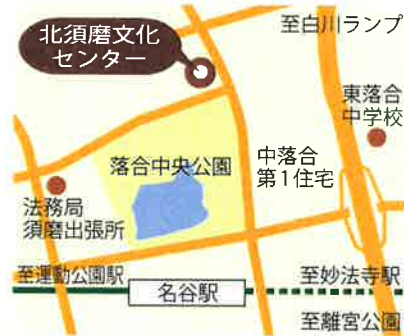 北須磨文化
センター
至白川ランプ
東落合
中学校
落合中央公園
中落合
第1住宅
法務局
須磨出張所
至運動公園駅
名谷駅
至妙法寺駅
至離宮公園